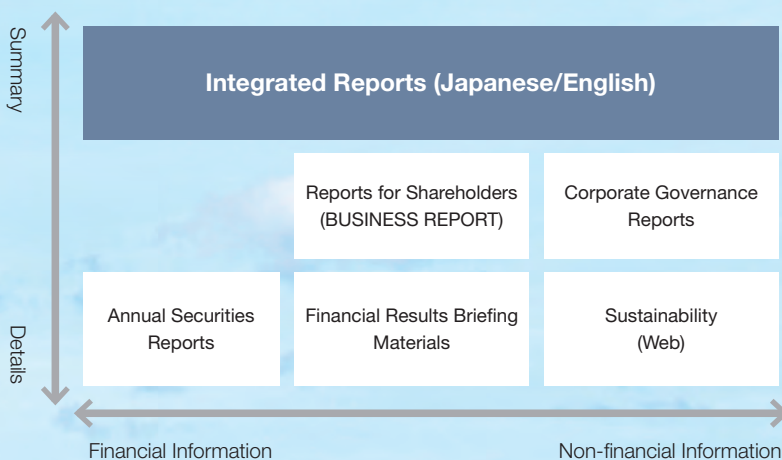 Summary
Integrated Reports (Japanese/English)
Reports for Shareholders
(BUSINESS REPORT)
Corporate Governance
Reports
Annual Securities
Reports
Financial Results Briefing
Materials
Sustainability
(Web)
Details
Financial Information
Non-financial Information